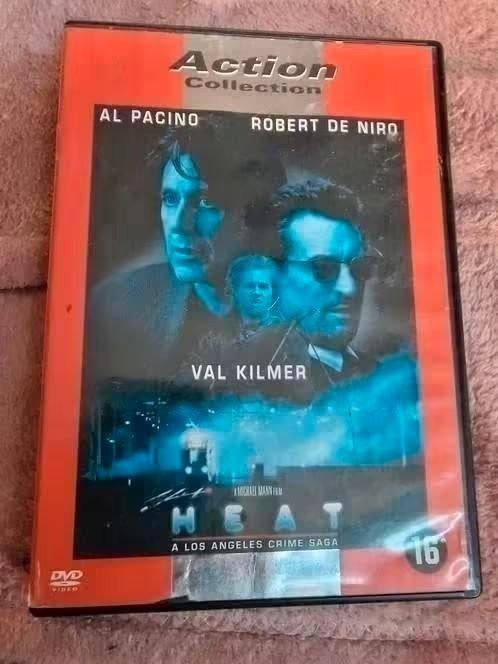 Action
Collection
AL PACINO ROBERT DE NIRO
VAL KILMER
A MICHAEL MANN FILM
HEAT
A LOS ANGELES CRIME SAGA
16
DVD
VIDEO